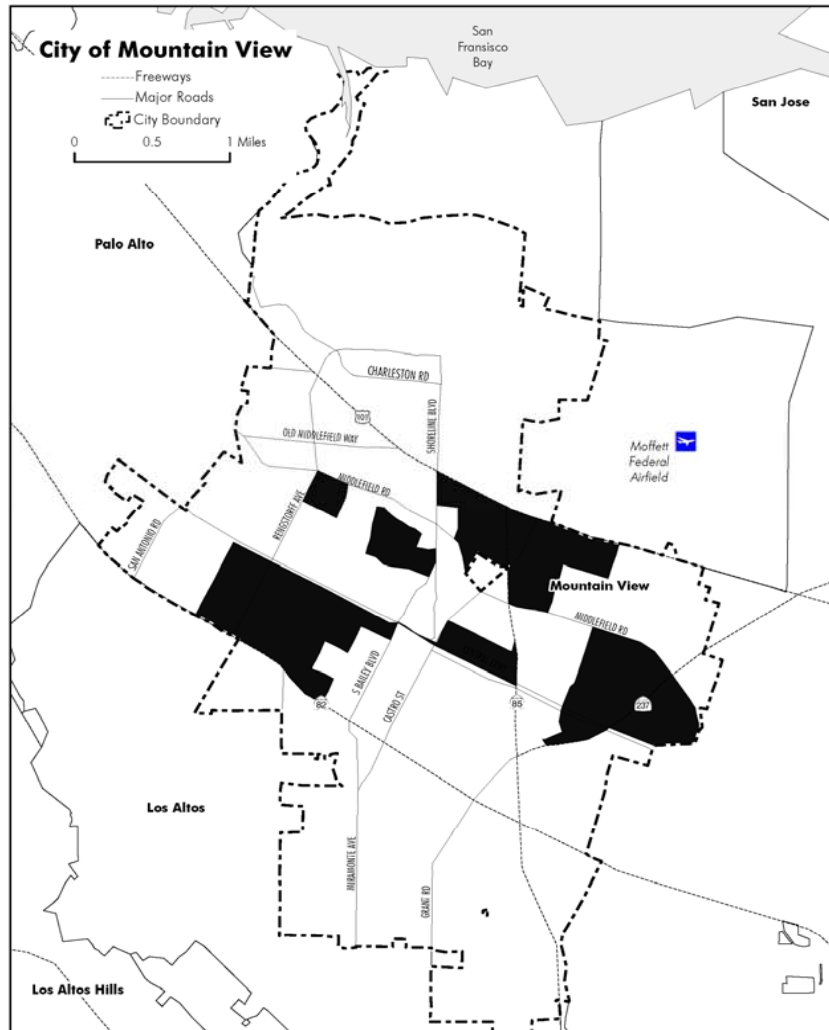 City of Mountain View
Freeways
Major Roads
City Boundary
0 0.5 1 Miles
San
Fransisco
Bay
San Jose
Palo Alto
CHARLESTON RD
SHORELINE BLVD
101
OLD MIDDLEFIELD WAY
Moffett
Federal
Airfield
MIDDLEFIELD RD
RENGSTORFF AVE
SAN ANTONIO RD
Mountain View
MIDDLEFIELD RD
S BAILEY BLVD
CASTRO ST
82
85
237
Los Altos
MIRAMONTE AVE
GRANT RD
Los Altos Hills